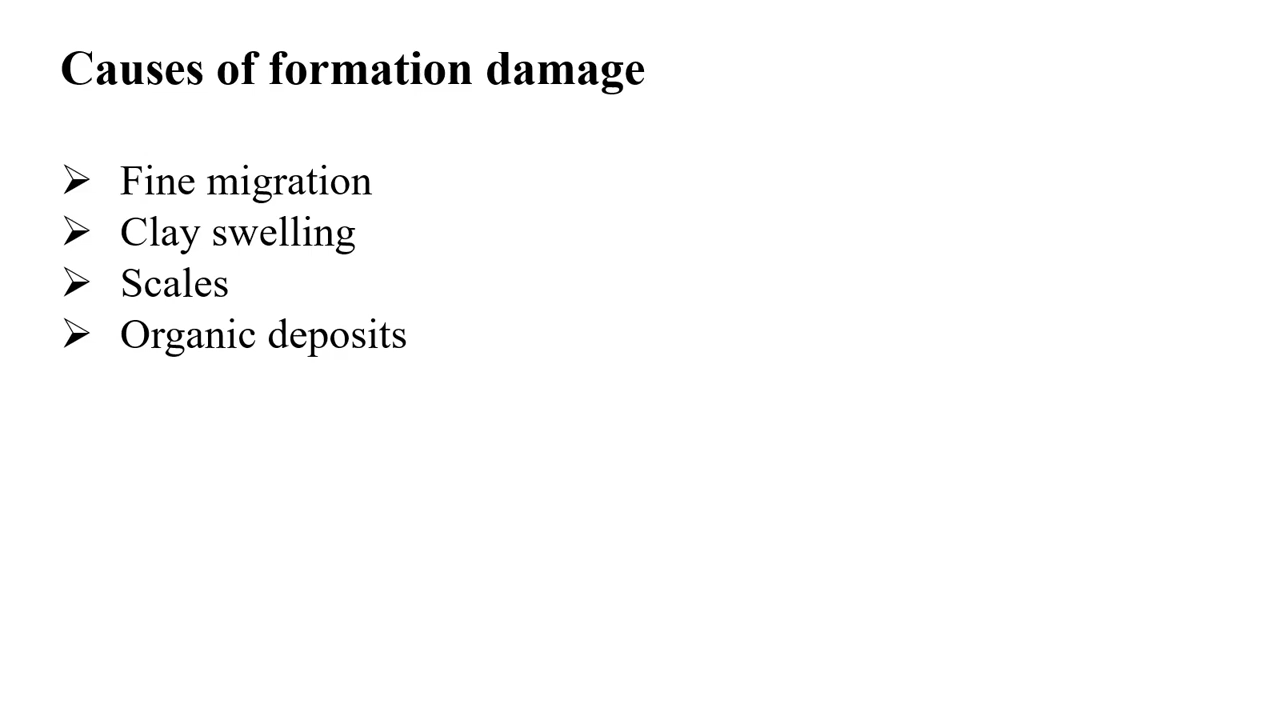 Causes of formation damage
➢ Fine migration
➢ Clay swelling
➢ Scales
➢ Organic deposits